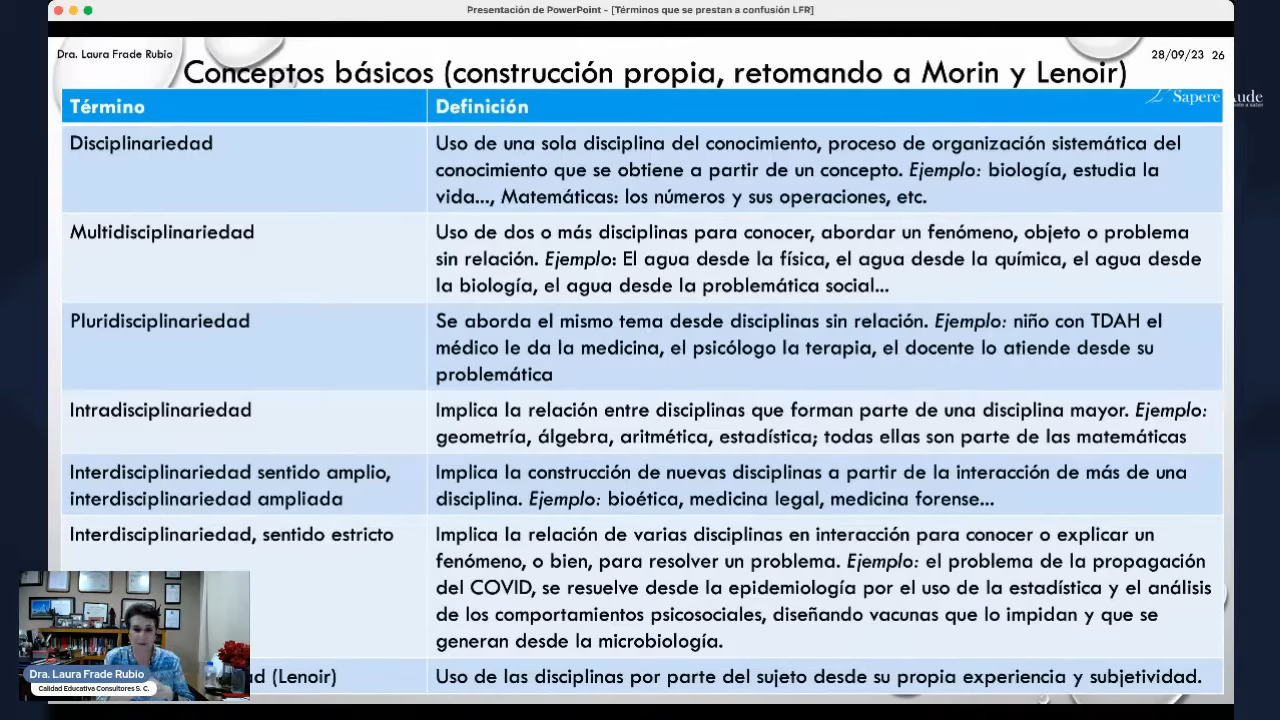 Presentación de PowerPoint - [Términos que se prestan a confusión LFR]
Dra. Laura Frade Rubio
28/09/23 26
Conceptos básicos (construcción propia, retomando a Morin y Lenoir)
Sapere Aude
Término Definición
Disciplinariedad
Uso de una sola disciplina del conocimiento, proceso de organización sistemática del
conocimiento que se obtiene a partir de un concepto. Ejemplo: biología, estudia la
vida..., Matemáticas: los números y sus operaciones, etc.
Multidisciplinariedad
Uso de dos o más disciplinas para conocer, abordar un fenómeno, objeto o problema
sin relación. Ejemplo: El agua desde la física, el agua desde la química, el agua desde
la biología, el agua desde la problemática social...
Pluridisciplinariedad
Se aborda el mismo tema desde disciplinas sin relación. Ejemplo: niño con TDAH el
médico le da la medicina, el psicólogo la terapia, el docente lo atiende desde su
problemática
Intradisciplinariedad
Implica la relación entre disciplinas que forman parte de una disciplina mayor. Ejemplo:
geometría, álgebra, aritmética, estadística; todas ellas son parte de las matemáticas
Interdisciplinariedad sentido amplio,
interdisciplinariedad ampliada
Implica la construcción de nuevas disciplinas a partir de la interacción de más de una
disciplina. Ejemplo: bioética, medicina legal, medicina forense...
Interdisciplinariedad, sentido estricto
Implica la relación de varias disciplinas en interacción para conocer o explicar un
fenómeno, o bien, para resolver un problema. Ejemplo: el problema de la propagación
del COVID, se resuelve desde la epidemiología por el uso de la estadística y el análisis
de los comportamientos psicosociales, diseñando vacunas que lo impidan y que se
generan desde la microbiología.
d (Lenoir)
Uso de las disciplinas por parte del sujeto desde su propia experiencia y subjetividad.
Dra. Laura Frade Rubio
Calidad Educativa Consultores S. C.